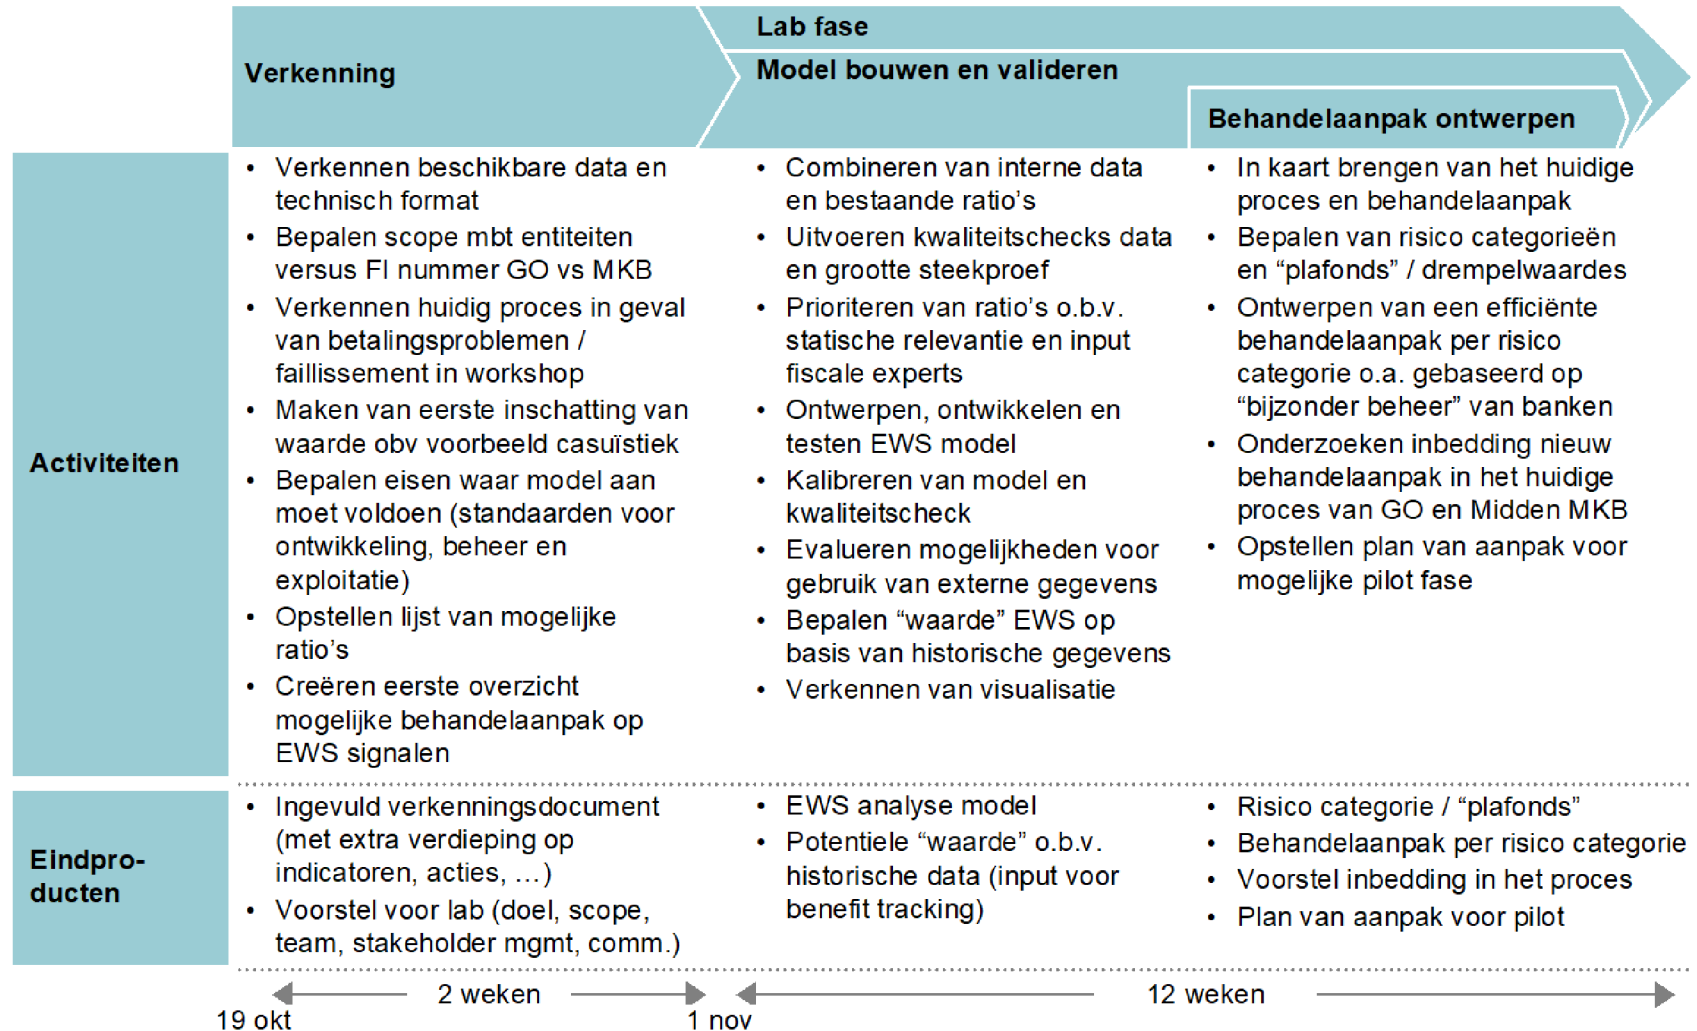 Verkenning
Lab fase
Model bouwen en valideren
Behandelaanpak ontwerpen
Activiteiten
• Verkennen beschikbare data en
technisch format
• Bepalen scope mbt entiteiten
versus FI nummer GO vs MKB
• Verkennen huidig proces in geval
van betalingsproblemen /
faillissement in workshop
• Maken van eerste inschatting van
waarde obv voorbeeld casuïstiek
• Bepalen eisen waar model aan
moet voldoen (standaarden voor
ontwikkeling, beheer en
exploitatie)
• Opstellen lijst van mogelijke
ratio’s
• Creëren eerste overzicht
mogelijke behandelaanpak op
EWS signalen
• Combineren van interne data
en bestaande ratio’s
• Uitvoeren kwaliteitschecks data
en grootte steekproef
• Prioriteren van ratio’s o.b.v.
statische relevantie en input
fiscale experts
• Ontwerpen, ontwikkelen en
testen EWS model
• Kalibreren van model en
kwaliteitscheck
• Evalueren mogelijkheden voor
gebruik van externe gegevens
• Bepalen “waarde” EWS op
basis van historische gegevens
• Verkennen van visualisatie
• In kaart brengen van het huidige
proces en behandelaanpak
• Bepalen van risico categorieën
en “plafonds” / drempelwaardes
• Ontwerpen van een efficiënte
behandelaanpak per risico
categorie o.a. gebaseerd op
“bijzonder beheer” van banken
• Onderzoeken inbedding nieuw
behandelaanpak in het huidige
proces van GO en Midden MKB
• Opstellen plan van aanpak voor
mogelijke pilot fase
Eindpro-
ducten
• Ingevuld verkenningsdocument
(met extra verdieping op
indicatoren, acties, …)
• Voorstel voor lab (doel, scope,
team, stakeholder mgmt, comm.)
• EWS analyse model
• Potentiele “waarde” o.b.v.
historische data (input voor
benefit tracking)
• Risico categorie / “plafonds”
• Behandelaanpak per risico categorie
• Voorstel inbedding in het proces
• Plan van aanpak voor pilot
2 weken
12 weken
19 okt
1 nov